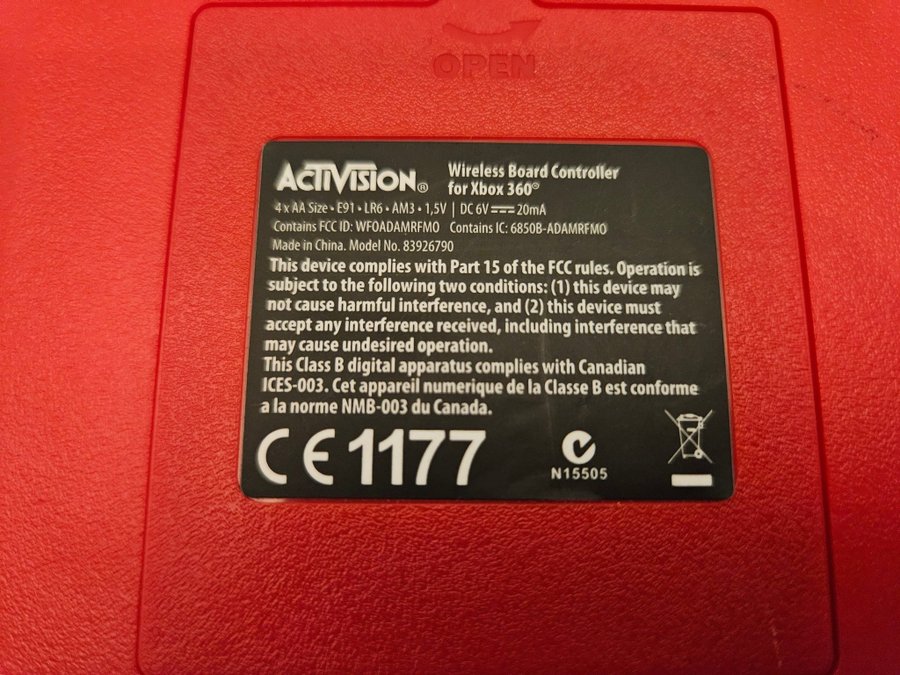 OPEN
ACTIVISION® Wireless Board Controller
for Xbox 360®
4 x AA Size • E91 • LR6 • AM3 • 1,5V | DC 6V 20mA
Contains FCC ID: WFOADAMRFMO Contains IC: 6850B-ADAMRFMO
Made in China. Model No. 83926790
This device complies with Part 15 of the FCC rules. Operation is
subject to the following two conditions: (1) this device may
not cause harmful interference, and (2) this device must
accept any interference received, including interference that
may cause undesired operation.
This Class B digital apparatus complies with Canadian
ICES-003. Cet appareil numerique de la Classe B est conforme
a la norme NMB-003 du Canada.
CE 1177
N15505